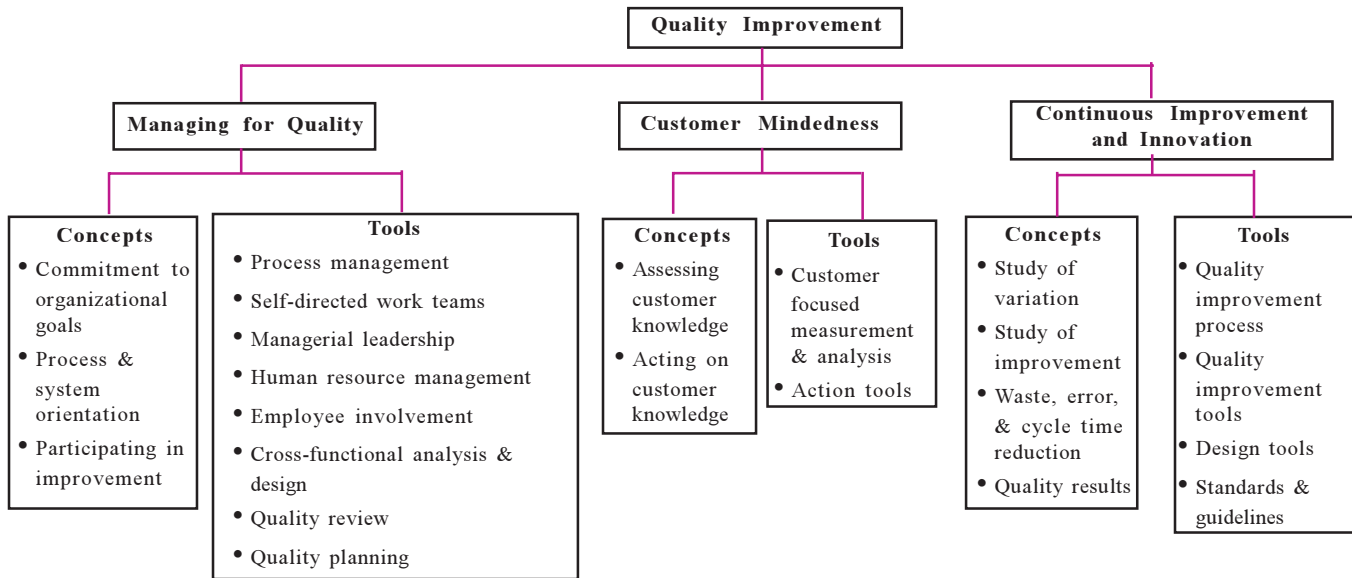 Quality Improvement
Managing for Quality
Customer Mindedness
Continuous Improvement
and Innovation
Concepts
• Commitment to
organizational
goals
• Process &
system
orientation
• Participating in
improvement
Tools
• Process management
• Self-directed work teams
• Managerial leadership
• Human resource management
• Employee involvement
• Cross-functional analysis &
design
• Quality review
• Quality planning
Concepts
• Assessing
customer
knowledge
• Acting on
customer
knowledge
Tools
• Customer
focused
measurement
& analysis
• Action tools
Concepts
• Study of
variation
• Study of
improvement
• Waste, error,
& cycle time
reduction
• Quality results
Tools
• Quality
improvement
process
• Quality
improvement
tools
• Design tools
• Standards &
guidelines